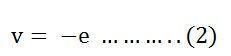 v = −e ………..(2)